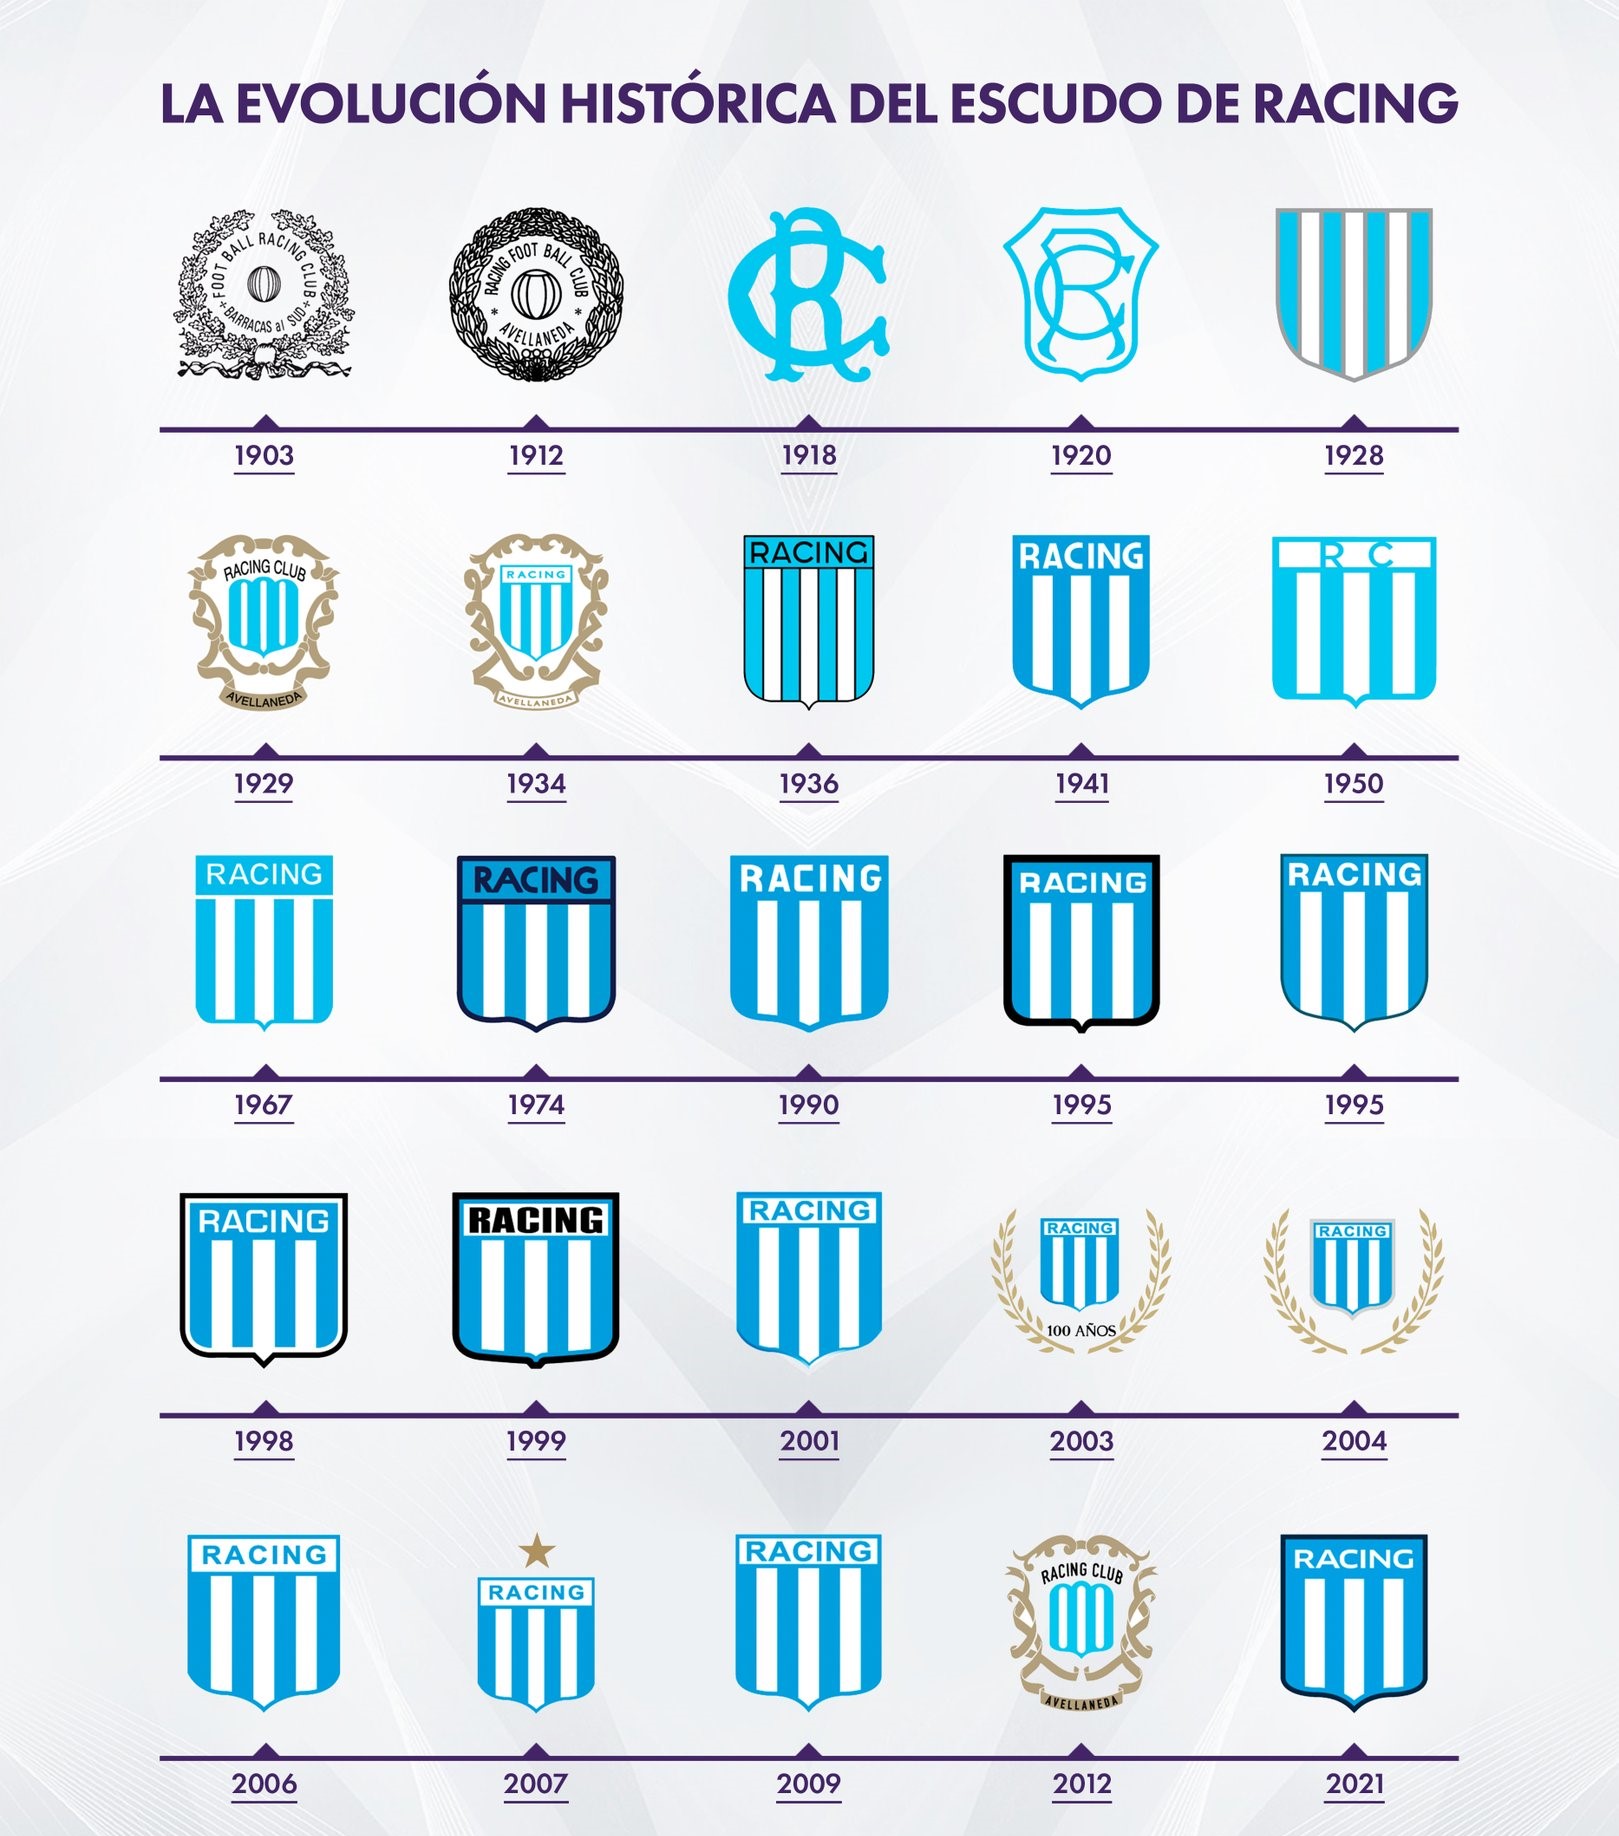 LA EVOLUCIÓN HISTÓRICA DEL ESCUDO DE RACING
FOOT BALL RACING CLUB
BARRACAS al SUD
RACING FOOT BALL CLUB
* AVELLANEDA *
RC
RC
1903
1912
1918
1920
1928
RACING CLUB
AVELLANEDA
RACING
AVELLANEDA
RACING
RACING
R C
1929
1934
1936
1941
1950
RACING
RACING
RACING
RACING
RACING
1967
1974
1990
1995
1995
RACING
RACING
RACING
RACING
100 AÑOS
RACING
1998
1999
2001
2003
2004
RACING
RACING
RACING
RACING CLUB
AVELLANEDA
RACING
2006
2007
2009
2012
2021